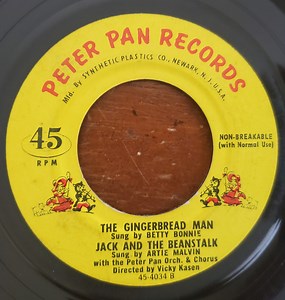 PETER PAN RECORDS
Mfd. By SYNTHETIC PLASTICS CO., NEWARK, N.J., U.S.A.
45
RPM
NON-BREAKABLE
(with Normal Use)
THE GINGERBREAD MAN
Sung by BETTY BONNIE
JACK AND THE BEANSTALK
Sung by ARTIE MALVIN
with the Peter Pan Orch. & Chorus
Directed by Vicky Kasen
45-4034 B